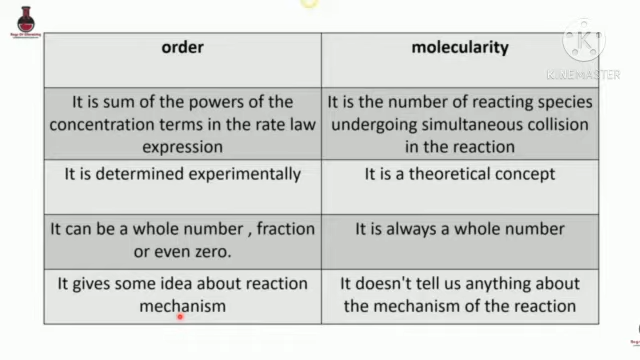 order
molecularity
KINEMASTER
It is sum of the powers of the
concentration terms in the rate law
expression
It is the number of reacting species
undergoing simultaneous collision
in the reaction
It is determined experimentally
It is a theoretical concept
It can be a whole number , fraction
or even zero.
It is always a whole number
It gives some idea about reaction
mechanism
It doesn't tell us anything about
the mechanism of the reaction